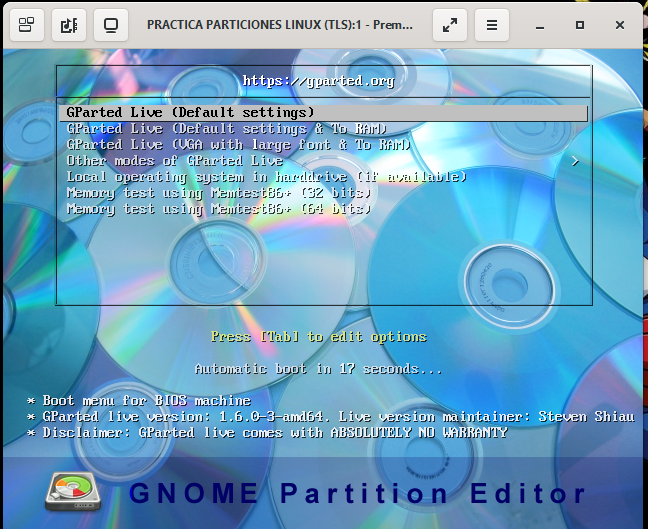 PRACTICA PARTICIONES LINUX (TLS):1 - Prem...
https://gparted.org
GParted Live (Default settings)
GParted Live (Default settings & To RAM)
GParted Live (VGA with large font & To RAM)
Other modes of GParted Live >
Local operating system in harddrive (if available)
Memory test using Memtest86+ (32 bits)
Memory test using Memtest86+ (64 bits)
Press [Tab] to edit options
Automatic boot in 17 seconds...
* Boot menu for BIOS machine
* GParted live version: 1.6.0-3-amd64. Live version maintainer: Steven Shiau
* Disclaimer: GParted live comes with ABSOLUTELY NO WARRANTY
GNOME Partition Editor